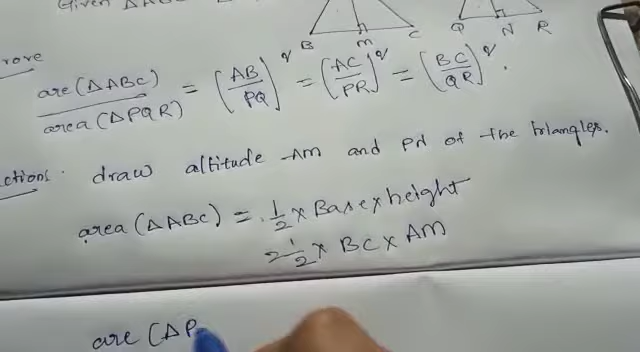 Given ΔABC
B M C Q N R
rove
are (ΔABC) / area (ΔPQR) = (AB/PQ)² = (AC/PR)² = (BC/QR)².
ctions. draw altitude Am and PN of the triangles.
area (ΔABC) = 1/2 × Base × height
= 1/2 × BC × AM
are (ΔP